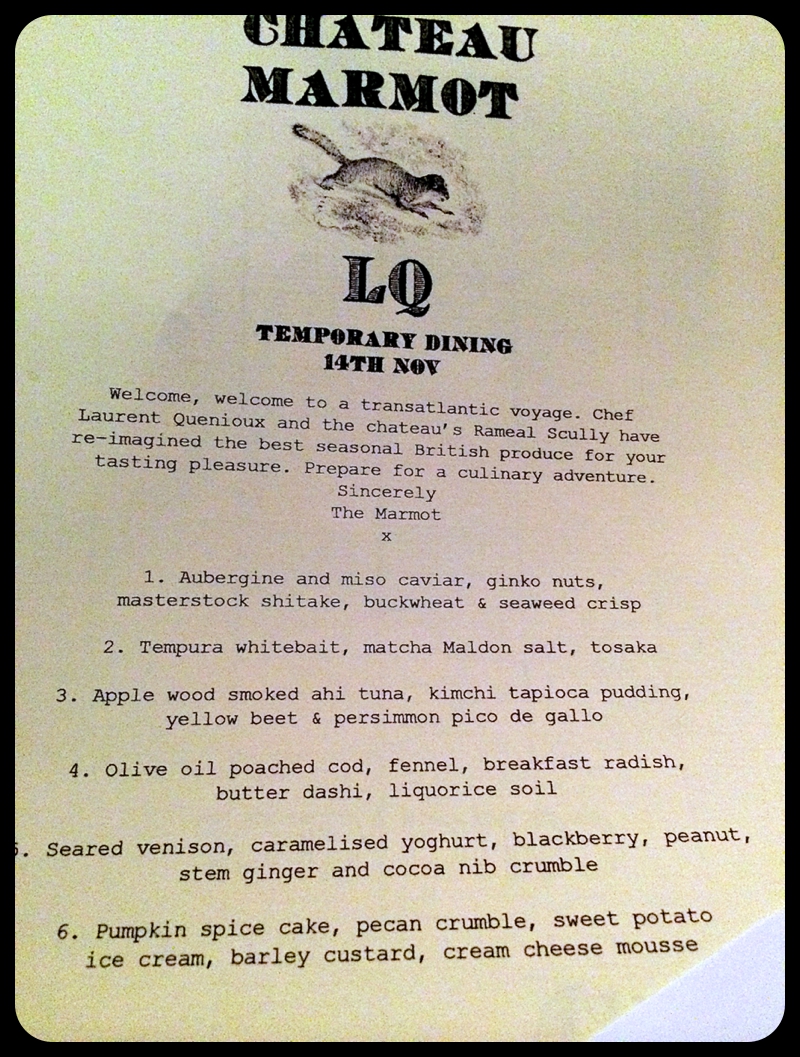 CHATEAU
MARMOT
LQ
TEMPORARY DINING
14TH NOV
Welcome, welcome to a transatlantic voyage. Chef
Laurent Quenioux and the chateau's Rameal Scully have
re-imagined the best seasonal British produce for your
tasting pleasure. Prepare for a culinary adventure.
Sincerely
The Marmot
x
1. Aubergine and miso caviar, ginko nuts,
masterstock shitake, buckwheat & seaweed crisp
2. Tempura whitebait, matcha Maldon salt, tosaka
3. Apple wood smoked ahi tuna, kimchi tapioca pudding,
yellow beet & persimmon pico de gallo
4. Olive oil poached cod, fennel, breakfast radish,
butter dashi, liquorice soil
5. Seared venison, caramelised yoghurt, blackberry, peanut,
stem ginger and cocoa nib crumble
6. Pumpkin spice cake, pecan crumble, sweet potato
ice cream, barley custard, cream cheese mousse